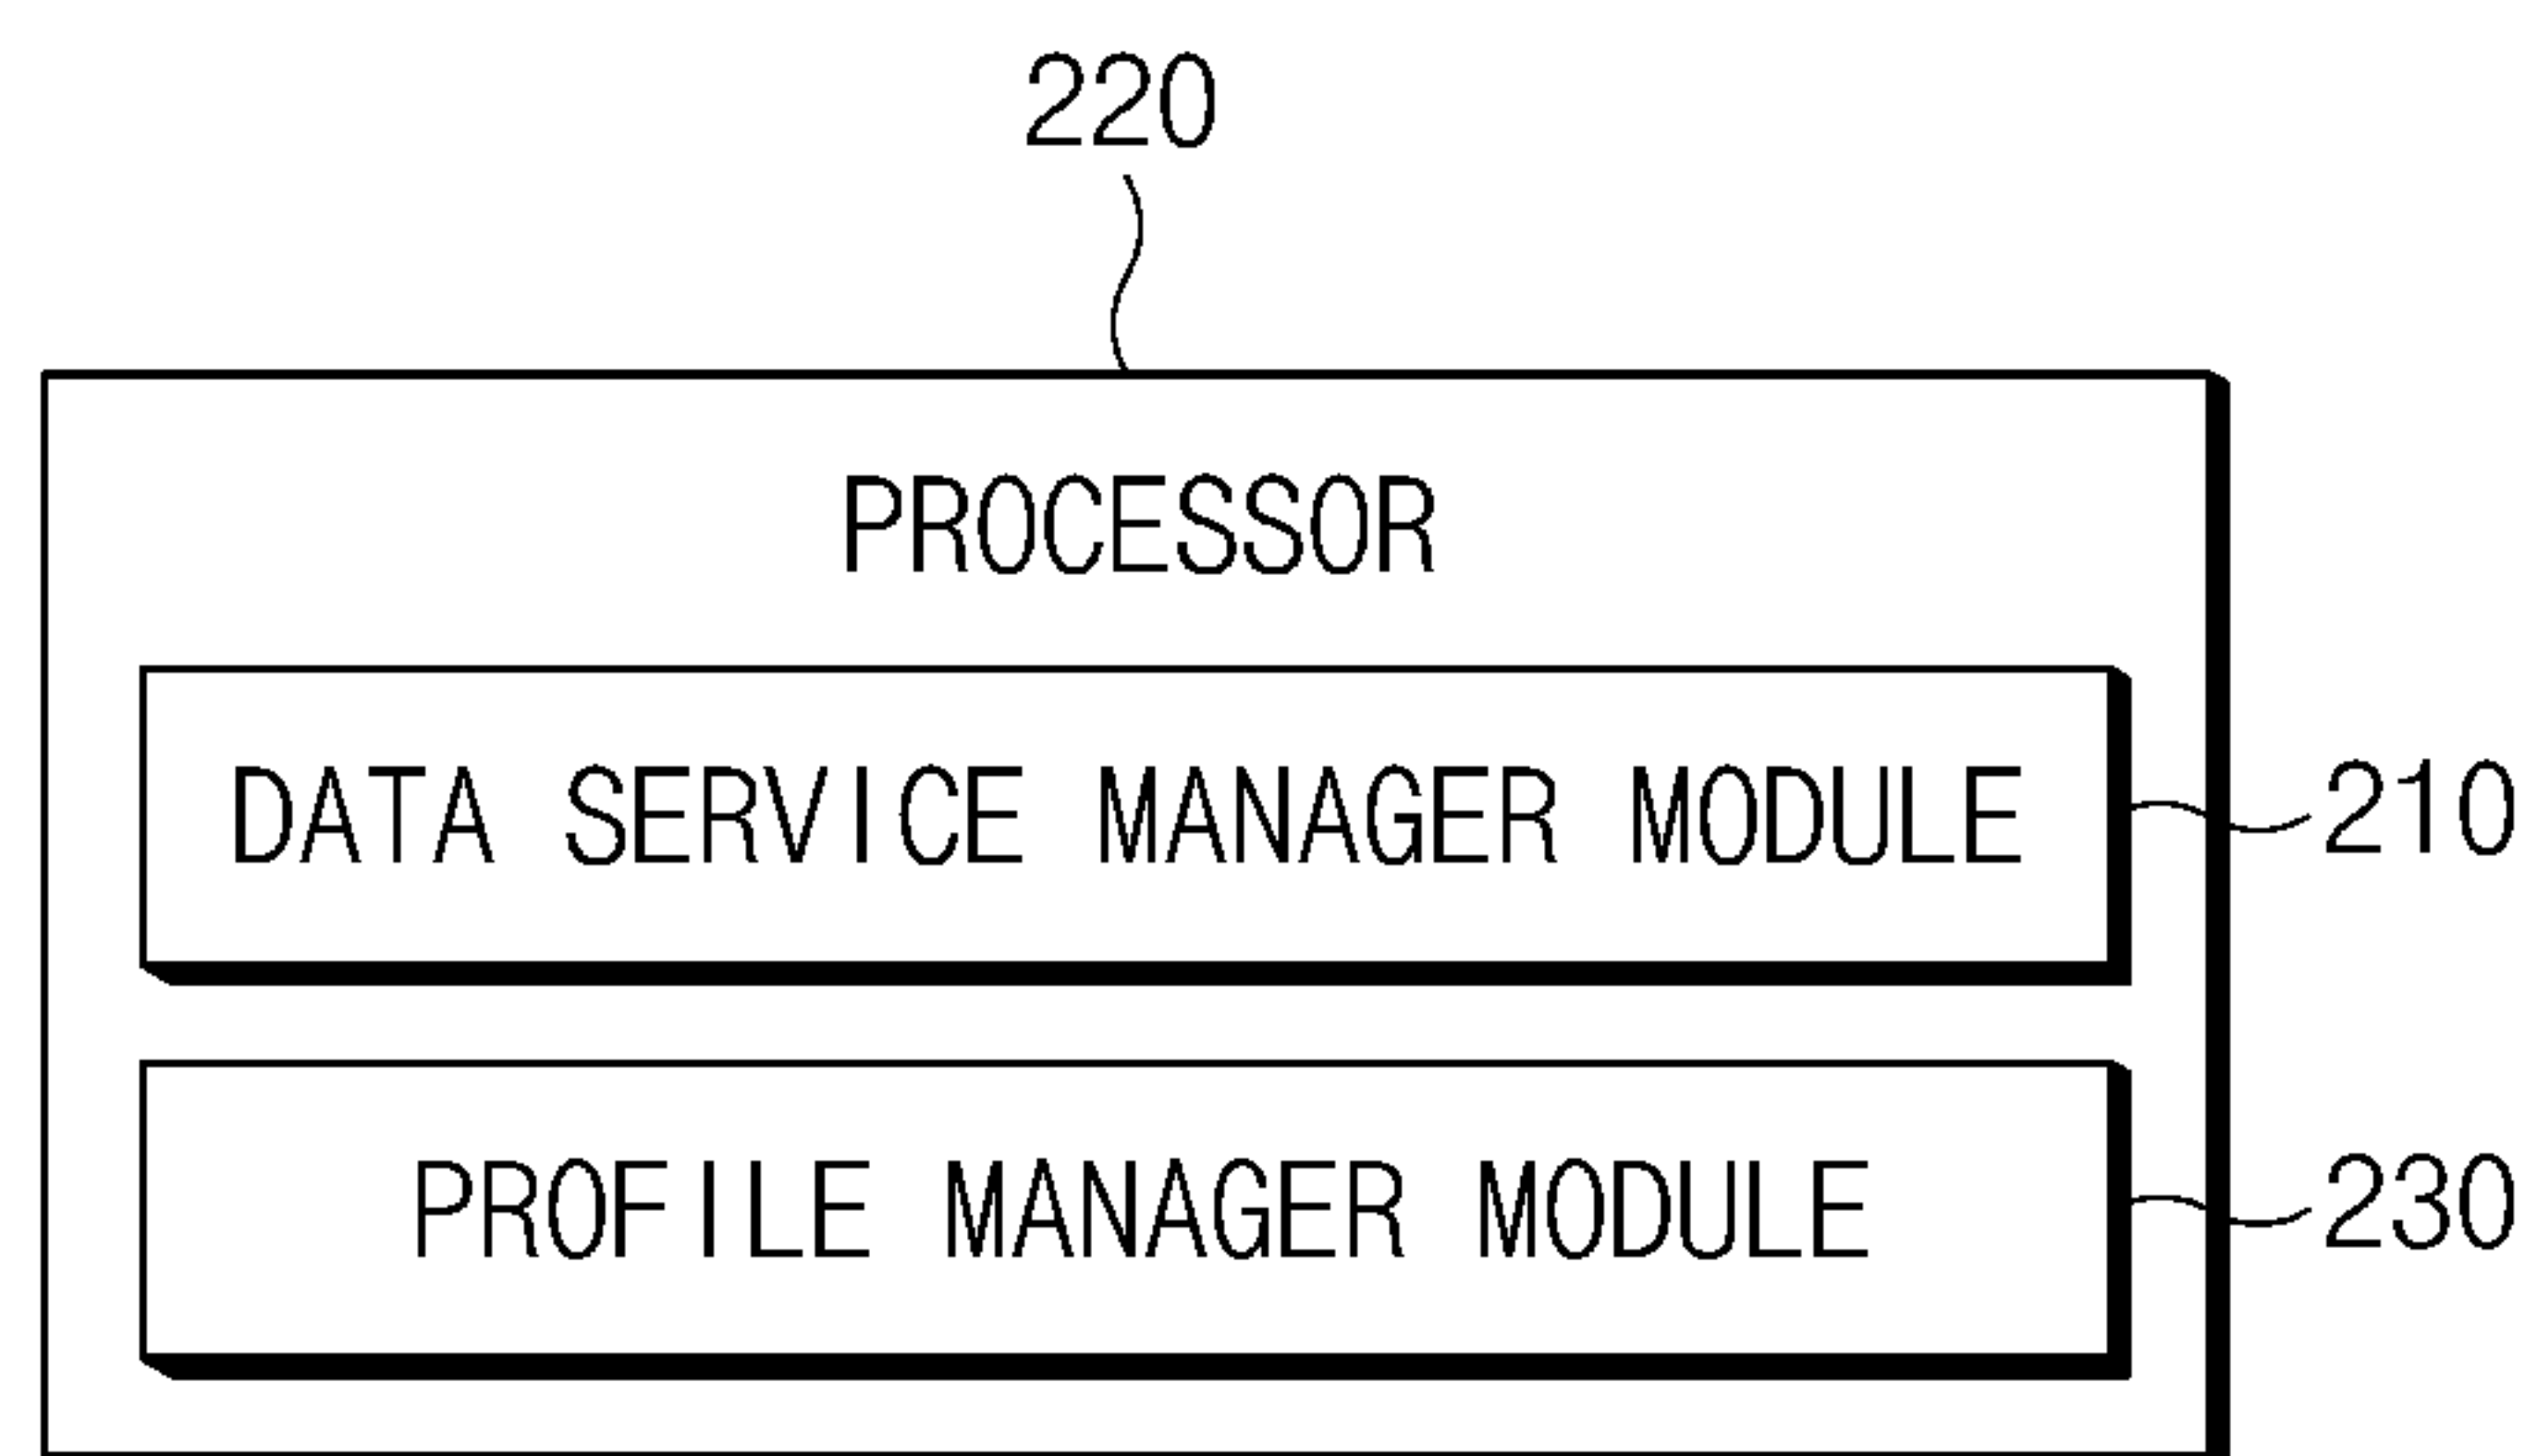 220
PROCESSOR
DATA SERVICE MANAGER MODULE 210
PROFILE MANAGER MODULE 230